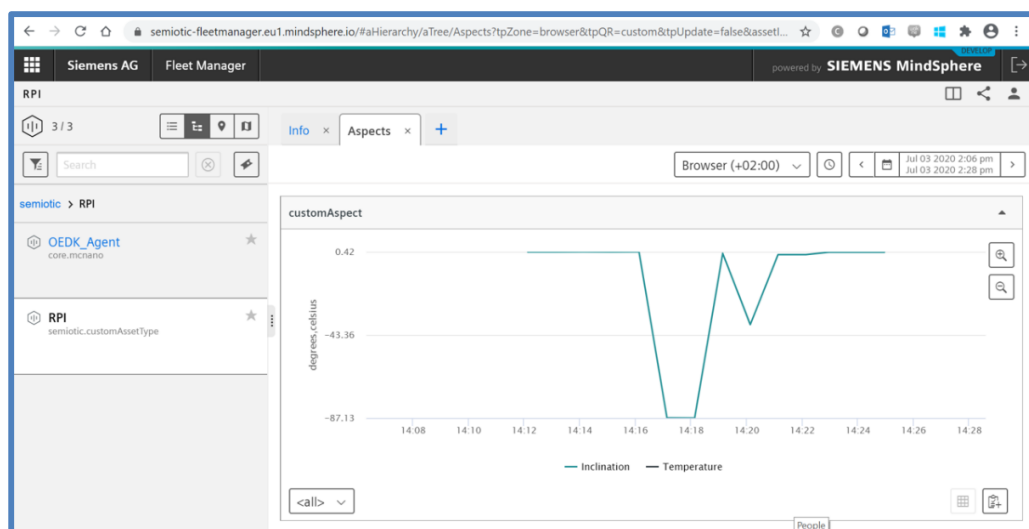 semiotic-fleetmanager.eu1.mindsphere.io/#aHierarchy/aTree/Aspects?tpZone=browser&tpQR=custom&tpUpdate=false&assetI...
DEVELOP
Siemens AG Fleet Manager powered by SIEMENS MindSphere
RPI
3 / 3
Info × Aspects × +
Search
Browser (+02:00)
Jul 03 2020 2:06 pm
Jul 03 2020 2:28 pm
semiotic > RPI
customAspect
OEDK_Agent
core.mcnano
RPI
semiotic.customAssetType
degrees,celsius
0.42
-43.36
-87.13
14:08 14:10 14:12 14:14 14:16 14:18 14:20 14:22 14:24 14:26 14:28
Inclination Temperature
<all>
People